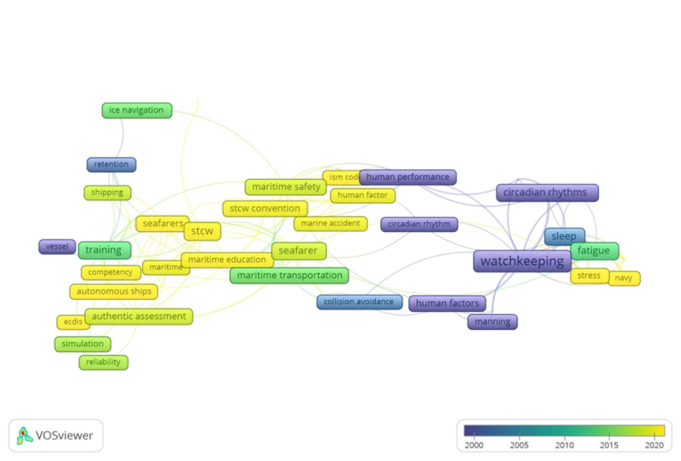 ice navigation
retention
shipping
ism code
human performance
maritime safety
human factor
circadian rhythms
stcw convention
seafarers
stcw
marine accident
circadian rhythm
sleep
vessel
training
seafarer
fatigue
maritime education
watchkeeping
competency
maritime
maritime transportation
stress
navy
autonomous ships
collision avoidance
human factors
ecdis
authentic assessment
manning
simulation
reliability
VOSviewer
2000 2005 2010 2015 2020